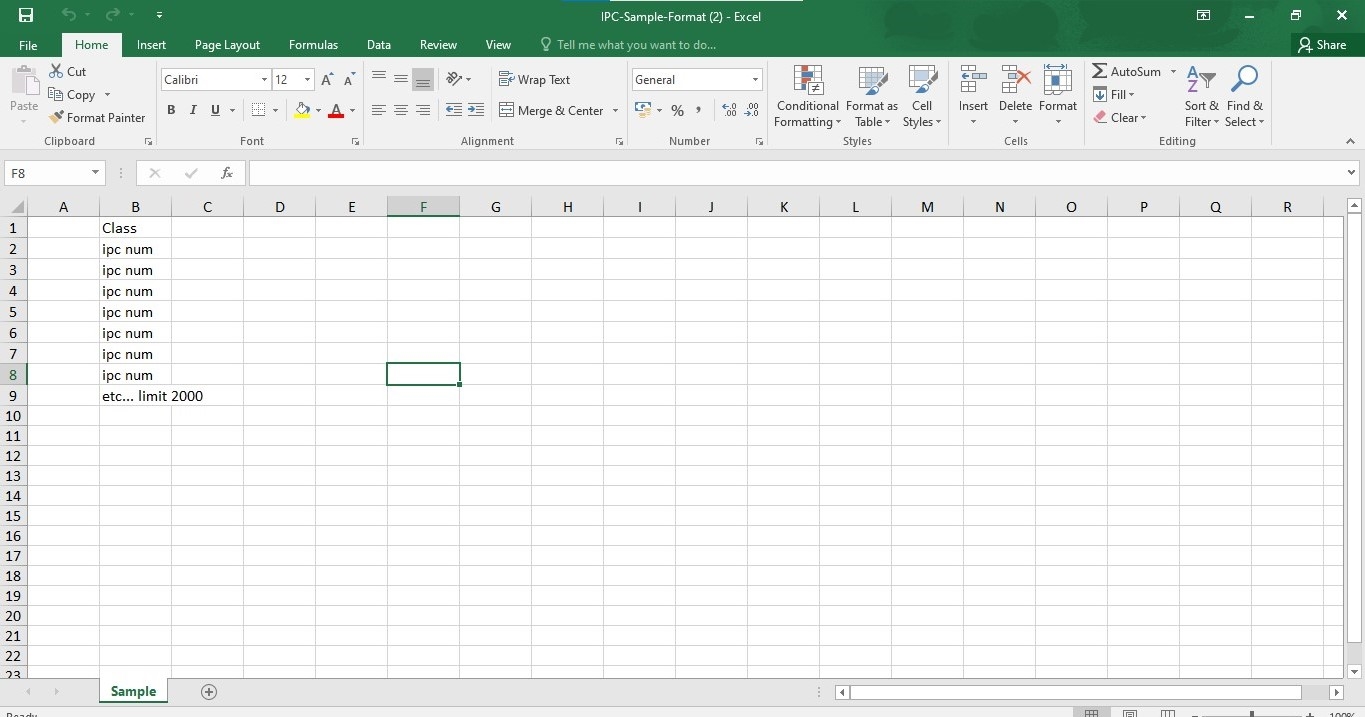 IPC-Sample-Format (2) - Excel
File Home Insert Page Layout Formulas Data Review View Tell me what you want to do... Share
Paste
Cut
Copy
Format Painter
Calibri 12
B I U A
Wrap Text
Merge & Center
General
%
Conditional Formatting
Format as Table
Cell Styles
Insert Delete Format
AutoSum
Fill
Clear
Sort & Filter
Find & Select
Clipboard Font Alignment Number Styles Cells Editing
F8 fx
A B C D E F G H I J K L M N O P Q R
1 Class
2 ipc num
3 ipc num
4 ipc num
5 ipc num
6 ipc num
7 ipc num
8 ipc num
9 etc... limit 2000
10
11
12
13
14
15
16
17
18
19
20
21
22
23
Sample
Ready 100%